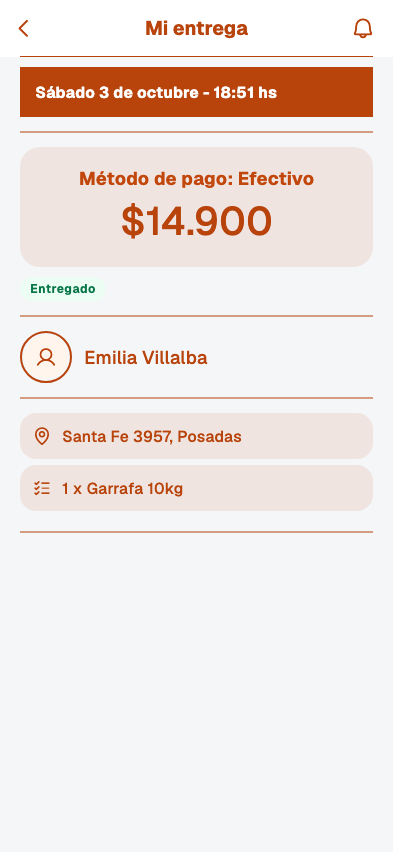 Mi entrega
Sábado 3 de octubre - 18:51 hs
Método de pago: Efectivo
$14.900
Entregado
Emilia Villalba
Santa Fe 3957, Posadas
1 x Garrafa 10kg